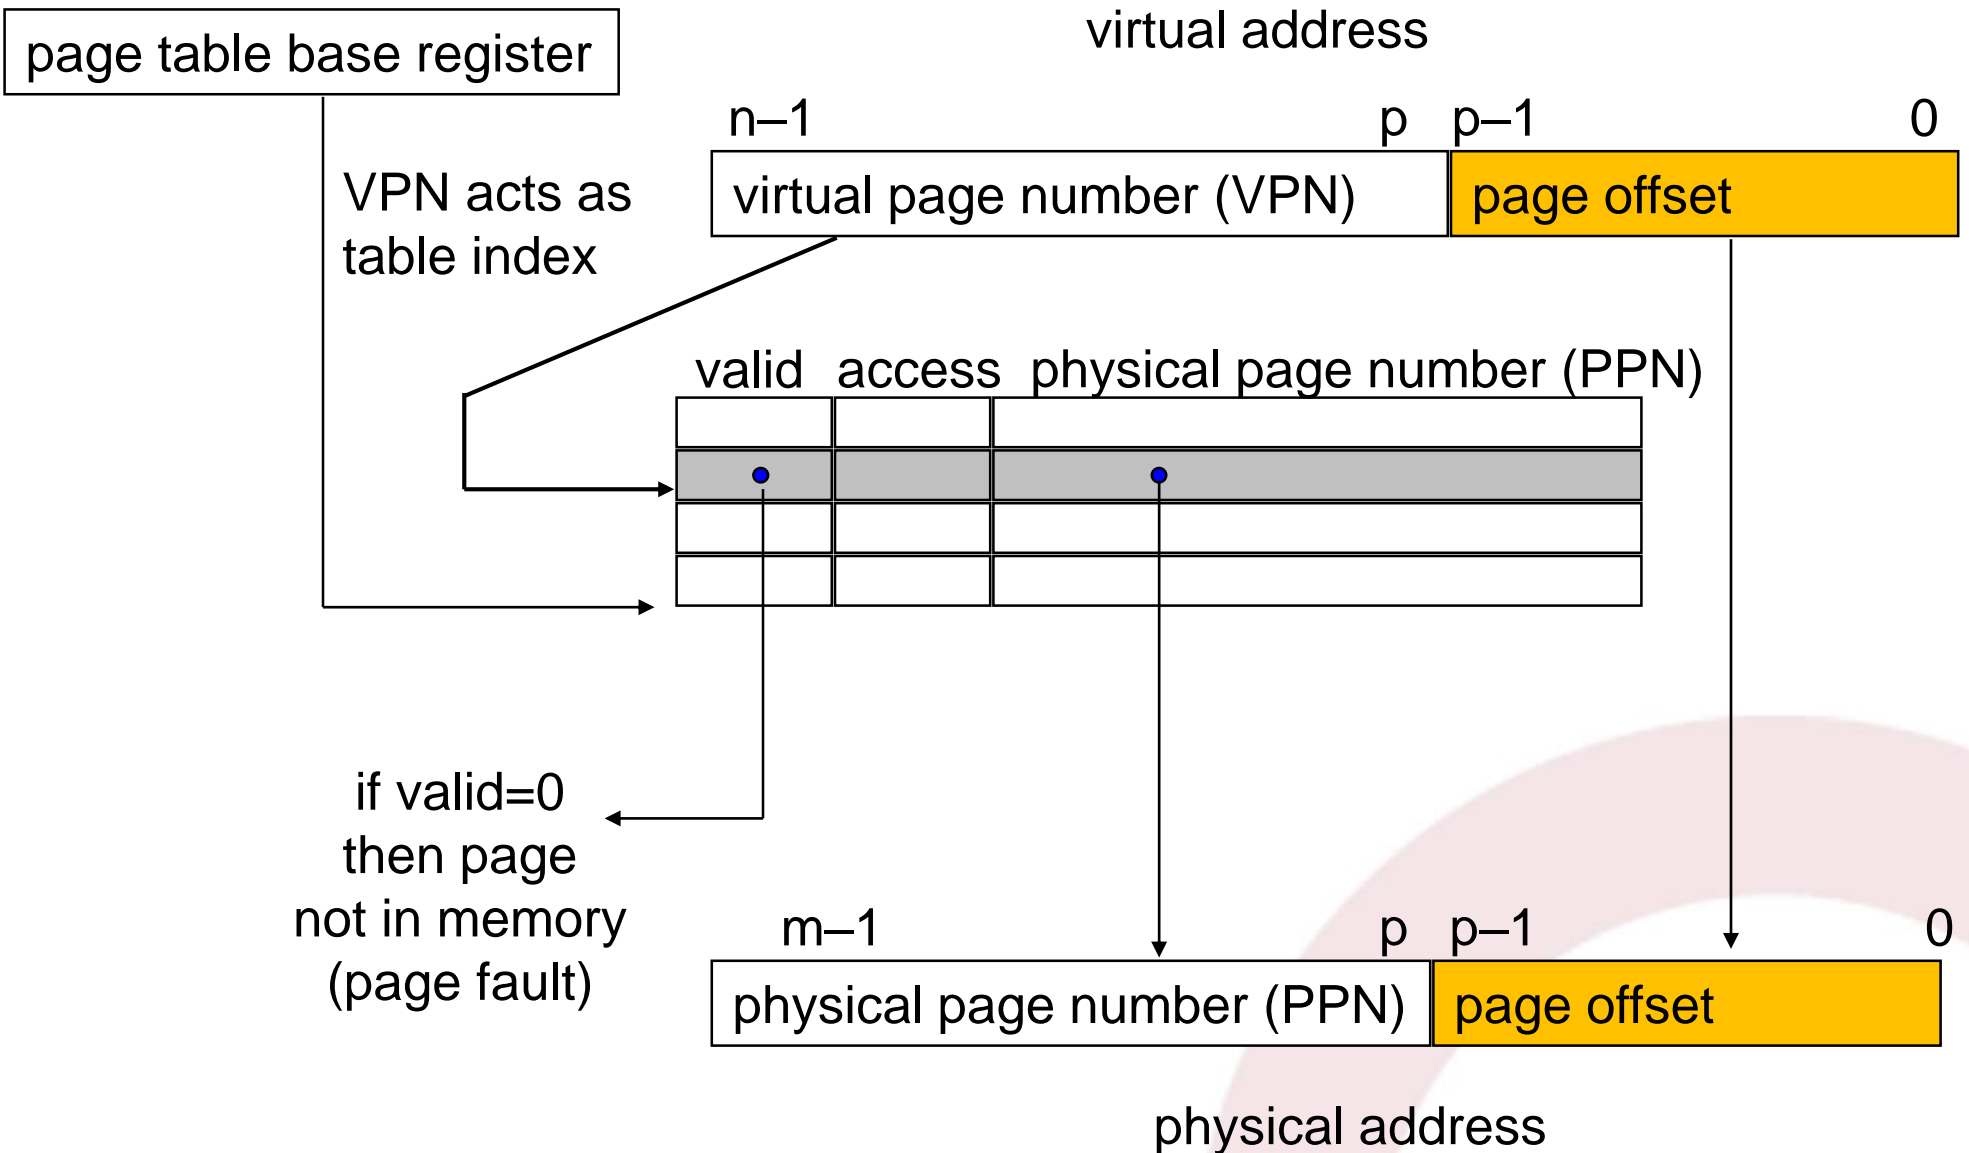 page table base register
virtual address
n–1 p p–1 0
VPN acts as
table index
virtual page number (VPN) page offset
valid access physical page number (PPN)
if valid=0
then page
not in memory
(page fault)
m–1 p p–1 0
physical page number (PPN) page offset
physical address